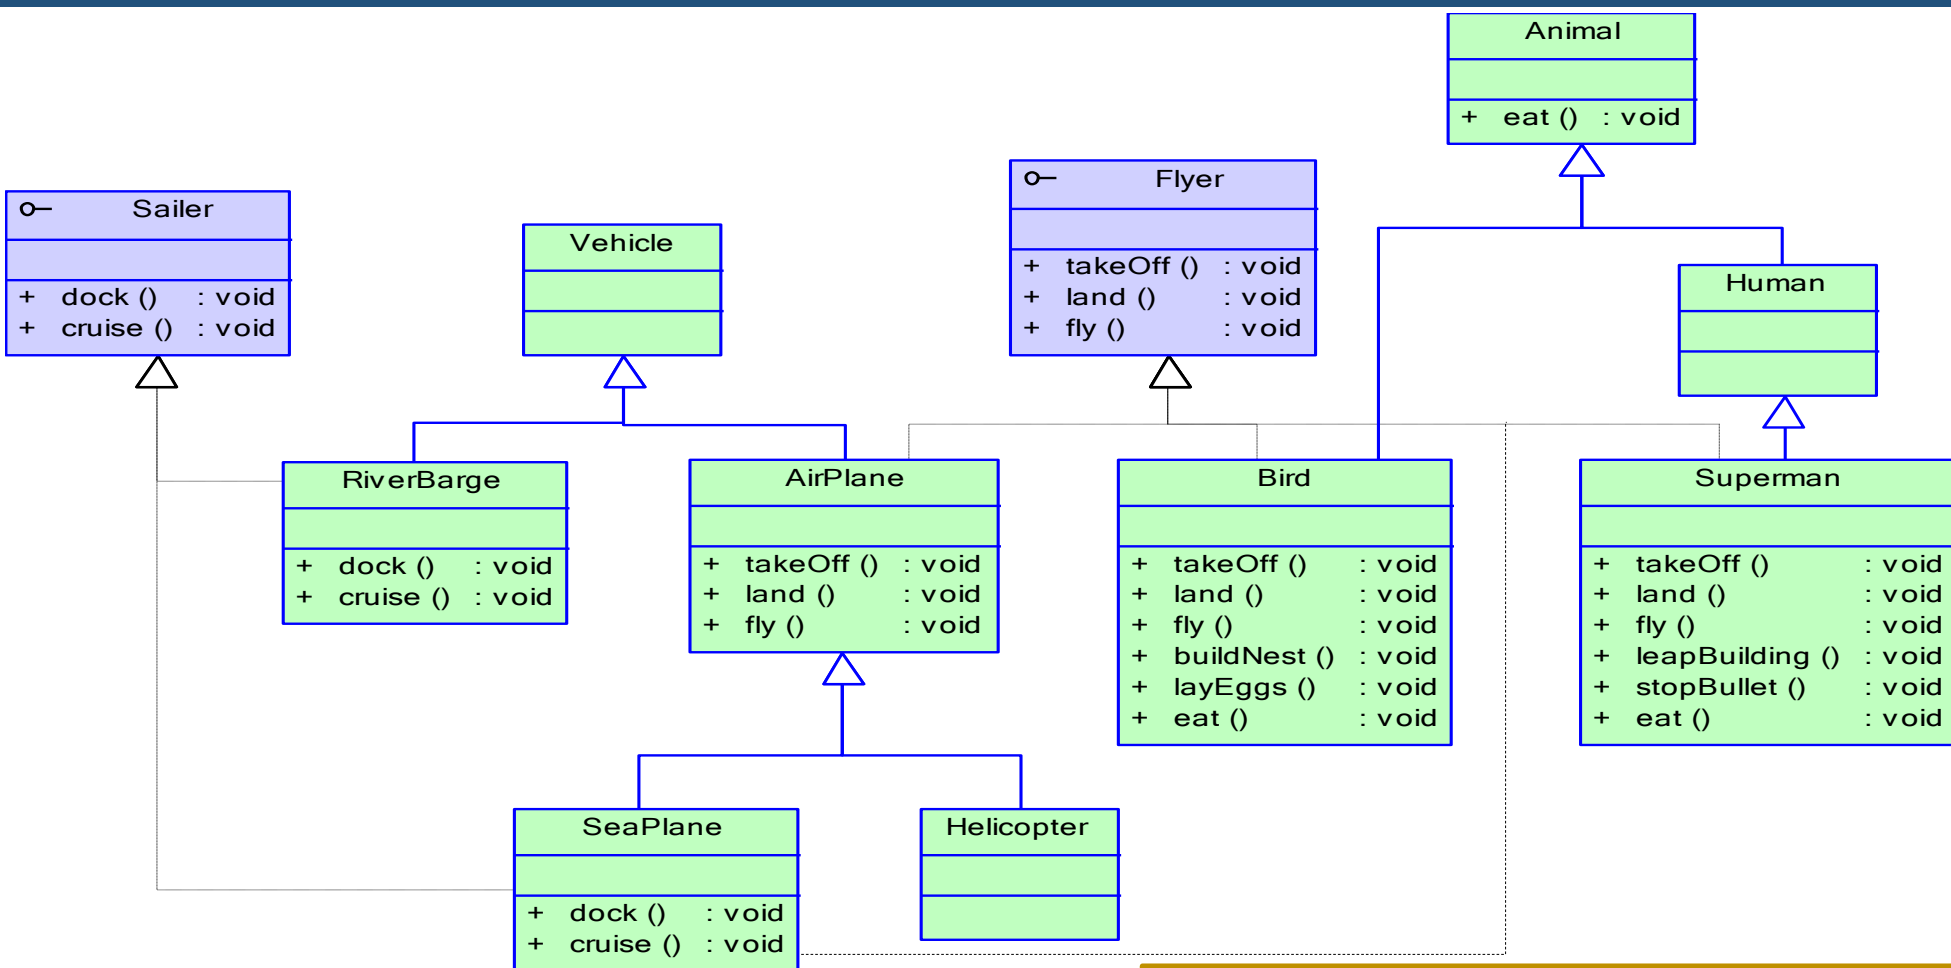 Animal
+ eat () : void
Sailer
+ dock () : void
+ cruise () : void
Vehicle
Flyer
+ takeOff () : void
+ land () : void
+ fly () : void
Human
RiverBarge
+ dock () : void
+ cruise () : void
AirPlane
+ takeOff () : void
+ land () : void
+ fly () : void
Bird
+ takeOff () : void
+ land () : void
+ fly () : void
+ buildNest () : void
+ layEggs () : void
+ eat () : void
Superman
+ takeOff () : void
+ land () : void
+ fly () : void
+ leapBuilding () : void
+ stopBullet () : void
+ eat () : void
SeaPlane
+ dock () : void
+ cruise () : void
Helicopter